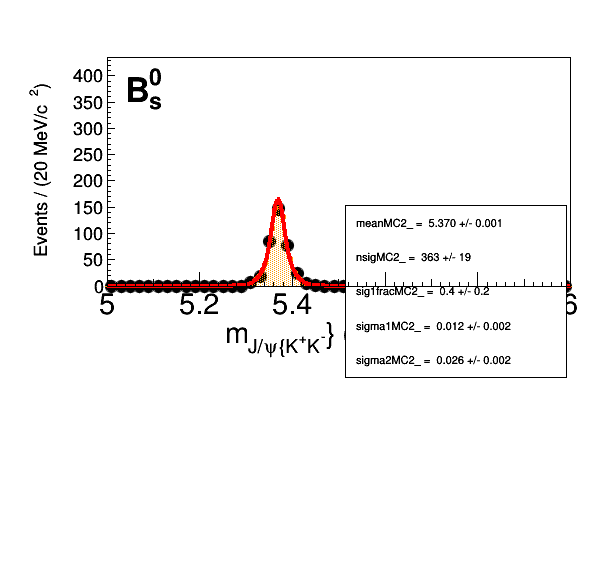 B_s^0
Events / (20 MeV/c ²)
400
350
300
250
200
150
100
50
0
5 5.2 5.4 6
m_{J/ψ{K⁺K⁻}} (
meanMC2_ = 5.370 +/- 0.001
nsigMC2_ = 363 +/- 19
sig1fracMC2_ = 0.4 +/- 0.2
sigma1MC2_ = 0.012 +/- 0.002
sigma2MC2_ = 0.026 +/- 0.002